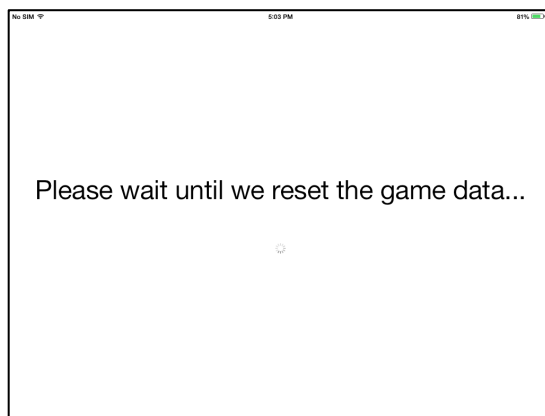 No SIM 5:03 PM 81%
Please wait until we reset the game data...